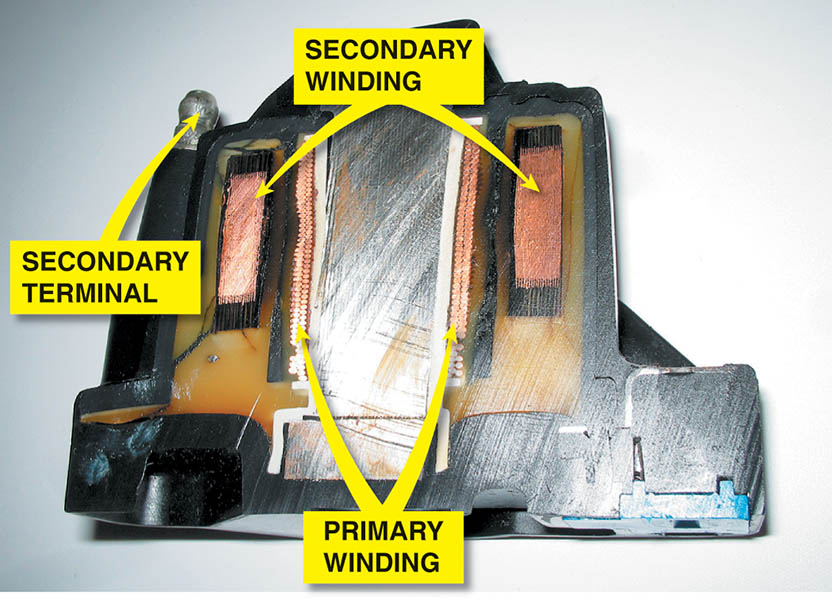 SECONDARY
WINDING
SECONDARY
TERMINAL
PRIMARY
WINDING